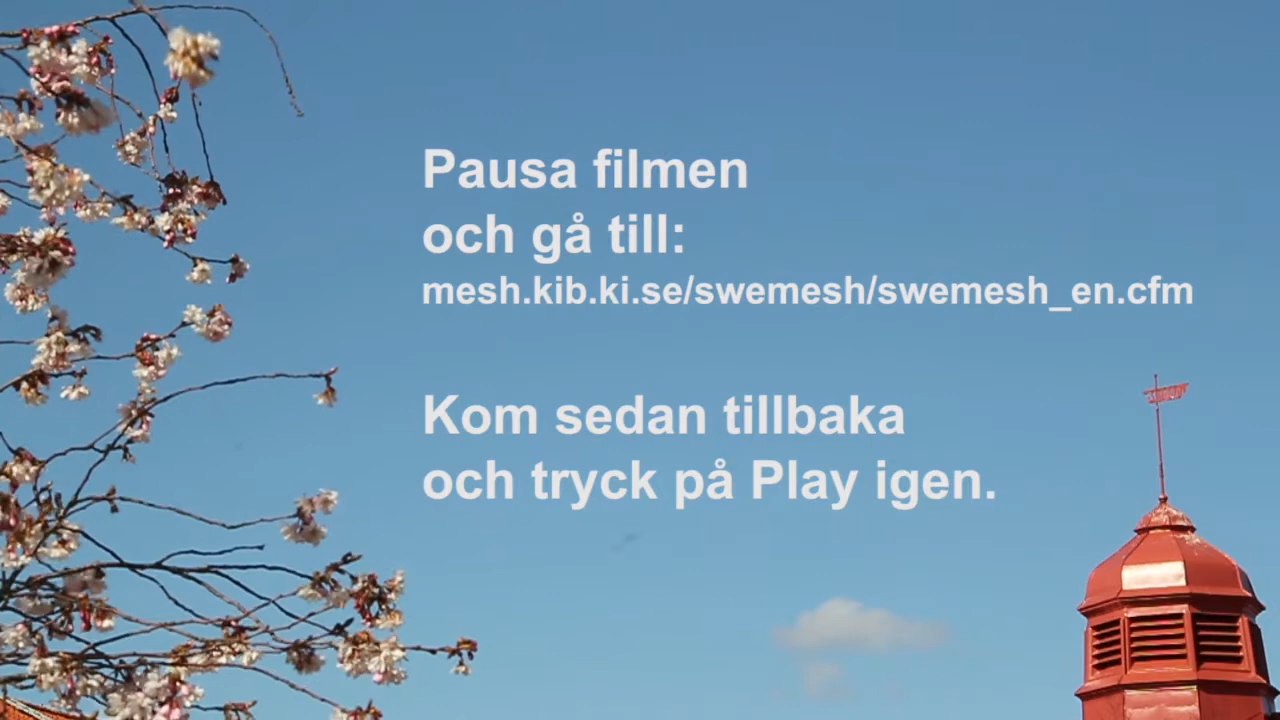 Pausa filmen
och gå till:
mesh.kib.ki.se/swemesh/swemesh_en.cfm
Kom sedan tillbaka
och tryck på Play igen.